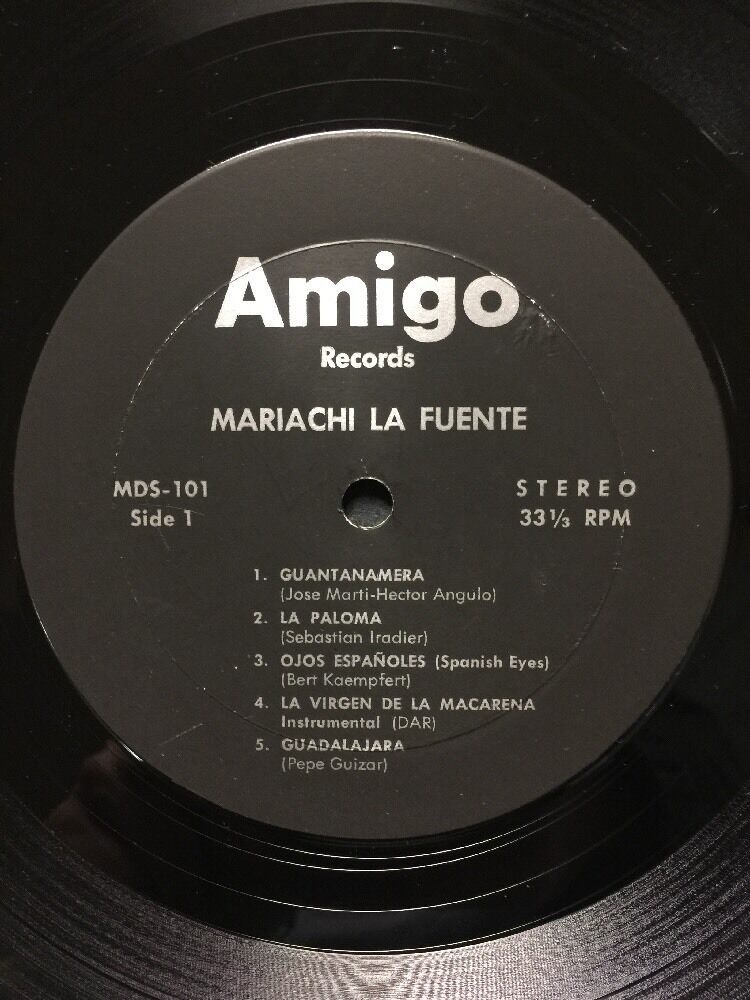 Amigo
Records
MARIACHI LA FUENTE
MDS-101
Side 1
STEREO
33 1/3 RPM
1. GUANTANAMERA
(Jose Marti-Hector Angulo)
2. LA PALOMA
(Sebastian Iradier)
3. OJOS ESPAÑOLES (Spanish Eyes)
(Bert Kaempfert)
4. LA VIRGEN DE LA MACARENA
Instrumental (DAR)
5. GUADALAJARA
(Pepe Guizar)